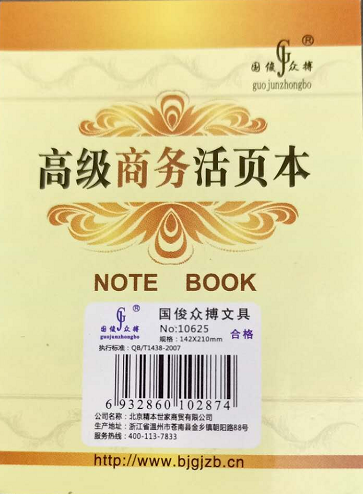 国俊 GJ 众搏 ®
guojunzhongbo
高级商务活页本
NOTE BOOK
国俊 GJ 众搏
guojunzhongbo
国俊众搏文具
No:10625
规格：142X210mm
合格
执行标准：QB/T1438-2007
6 932860 102874
公司名称：北京精本世家商贸有限公司
生产地址：浙江省温州市苍南县金乡镇朝阳路88号
服务热线：400-113-7833
http://www.bjgjzb.cn